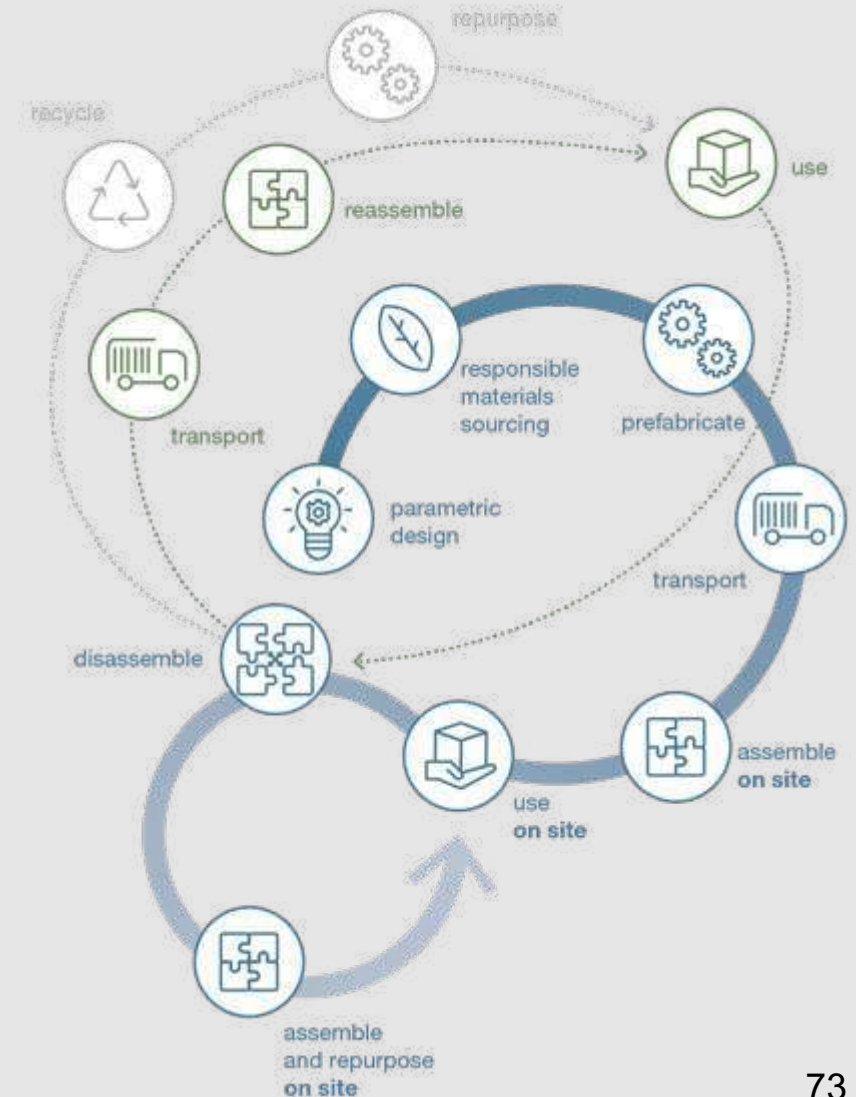 repurpose
recycle
use
reassemble
responsible
materials
sourcing
prefabricate
transport
parametric
design
transport
disassemble
assemble
on site
use
on site
assemble
and repurpose
on site
73